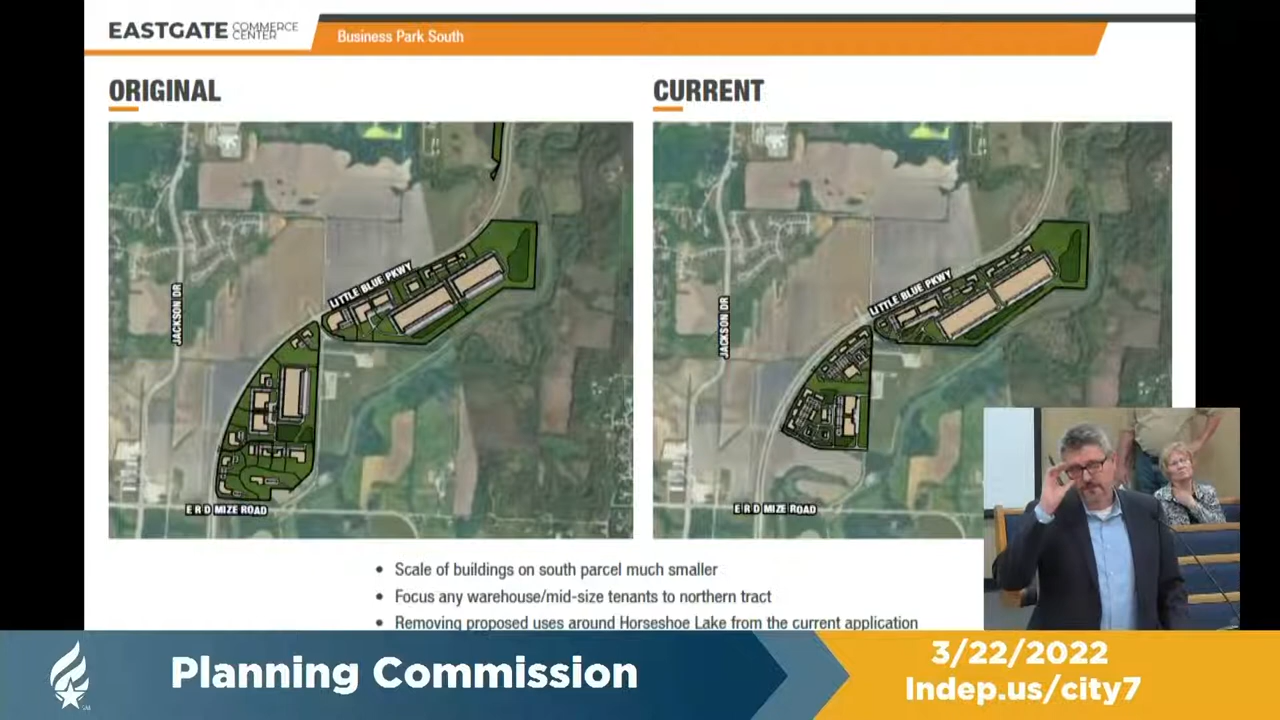 EASTGATE COMMERCE CENTER
Business Park South
ORIGINAL
CURRENT
LITTLE BLUE PKWY
JACKSON DR
E R D MIZE ROAD
LITTLE BLUE PKWY
JACKSON DR
E R D MIZE ROAD
• Scale of buildings on south parcel much smaller
• Focus any warehouse/mid-size tenants to northern tract
• Removing proposed uses around Horseshoe Lake from the current application
Planning Commission
3/22/2022
Indep.us/city7